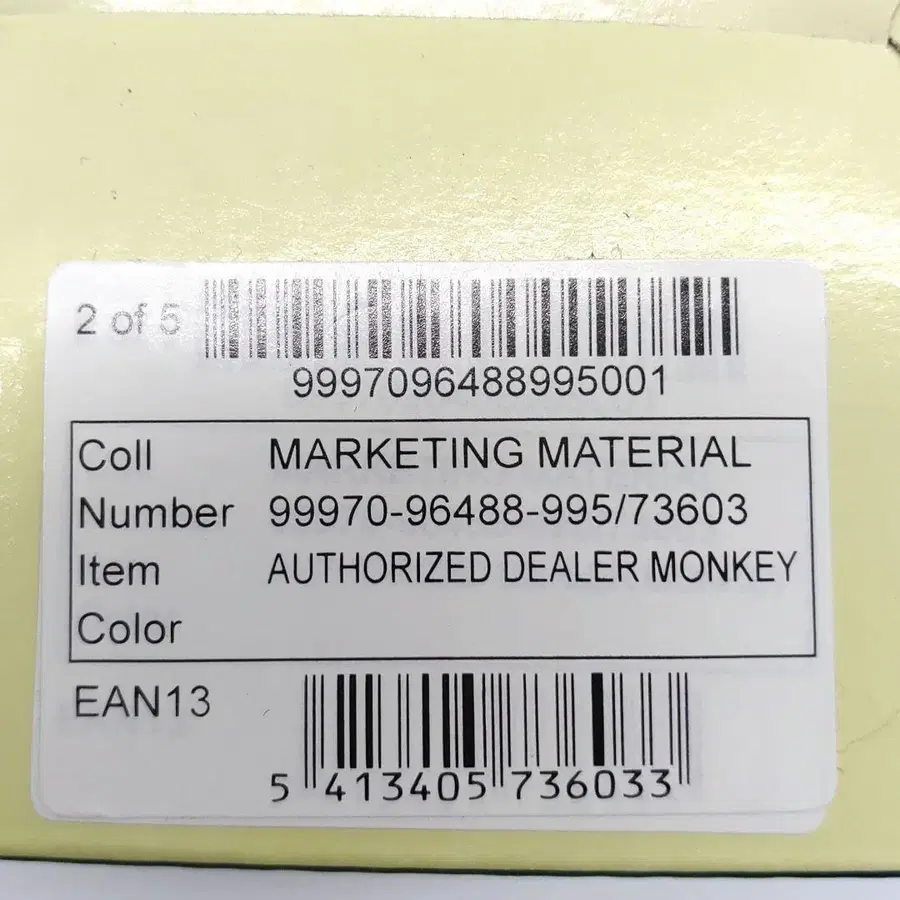 2 of 5
9997096488995001
Coll MARKETING MATERIAL
Number 99970-96488-995/73603
Item AUTHORIZED DEALER MONKEY
Color
EAN13
5 413405 736033